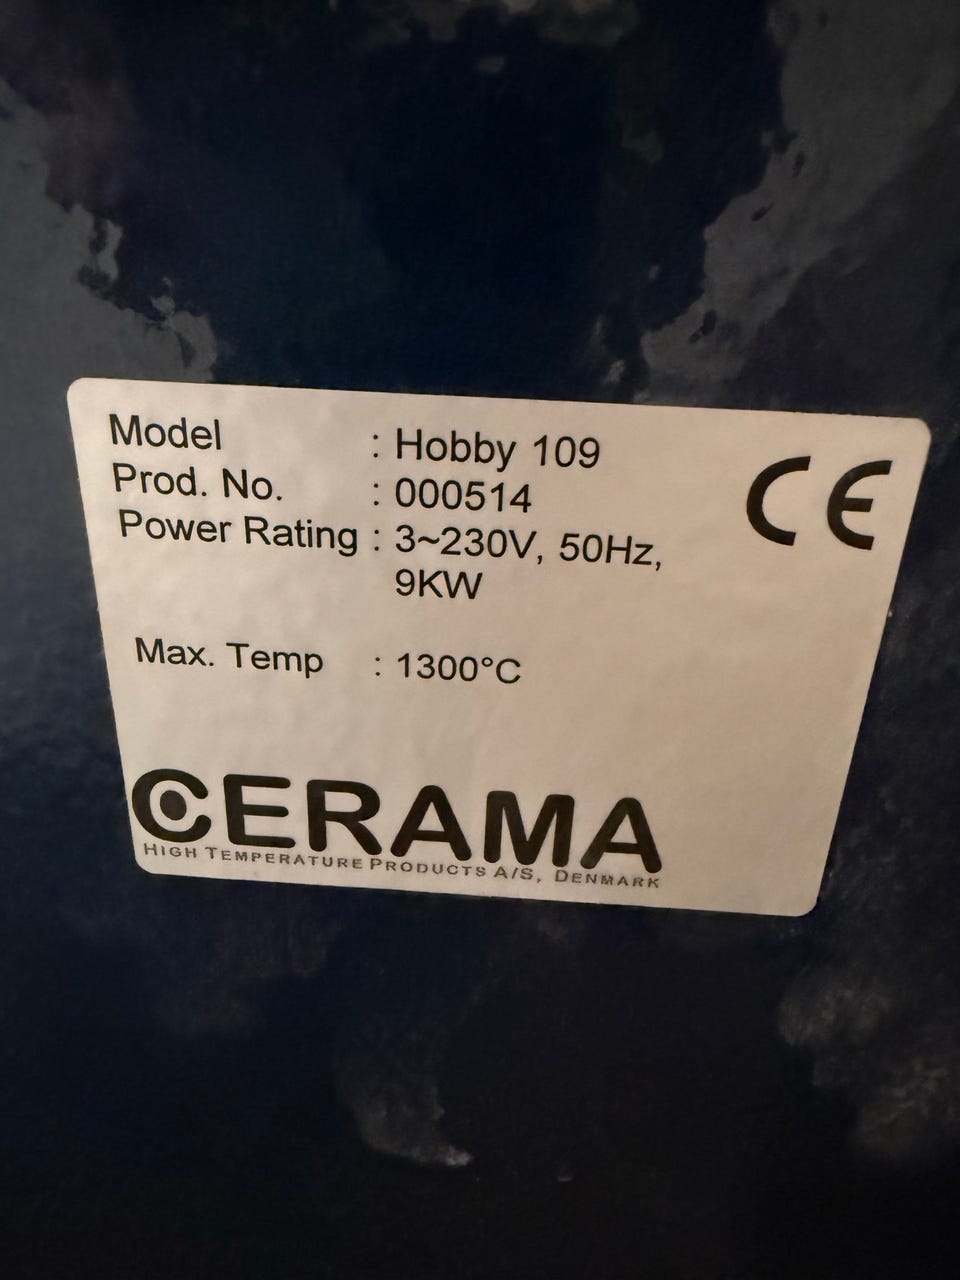 Model : Hobby 109
Prod. No. : 000514
Power Rating : 3~230V, 50Hz,
9KW
Max. Temp : 1300°C
CE
CERAMA
HIGH TEMPERATURE PRODUCTS A/S, DENMARK